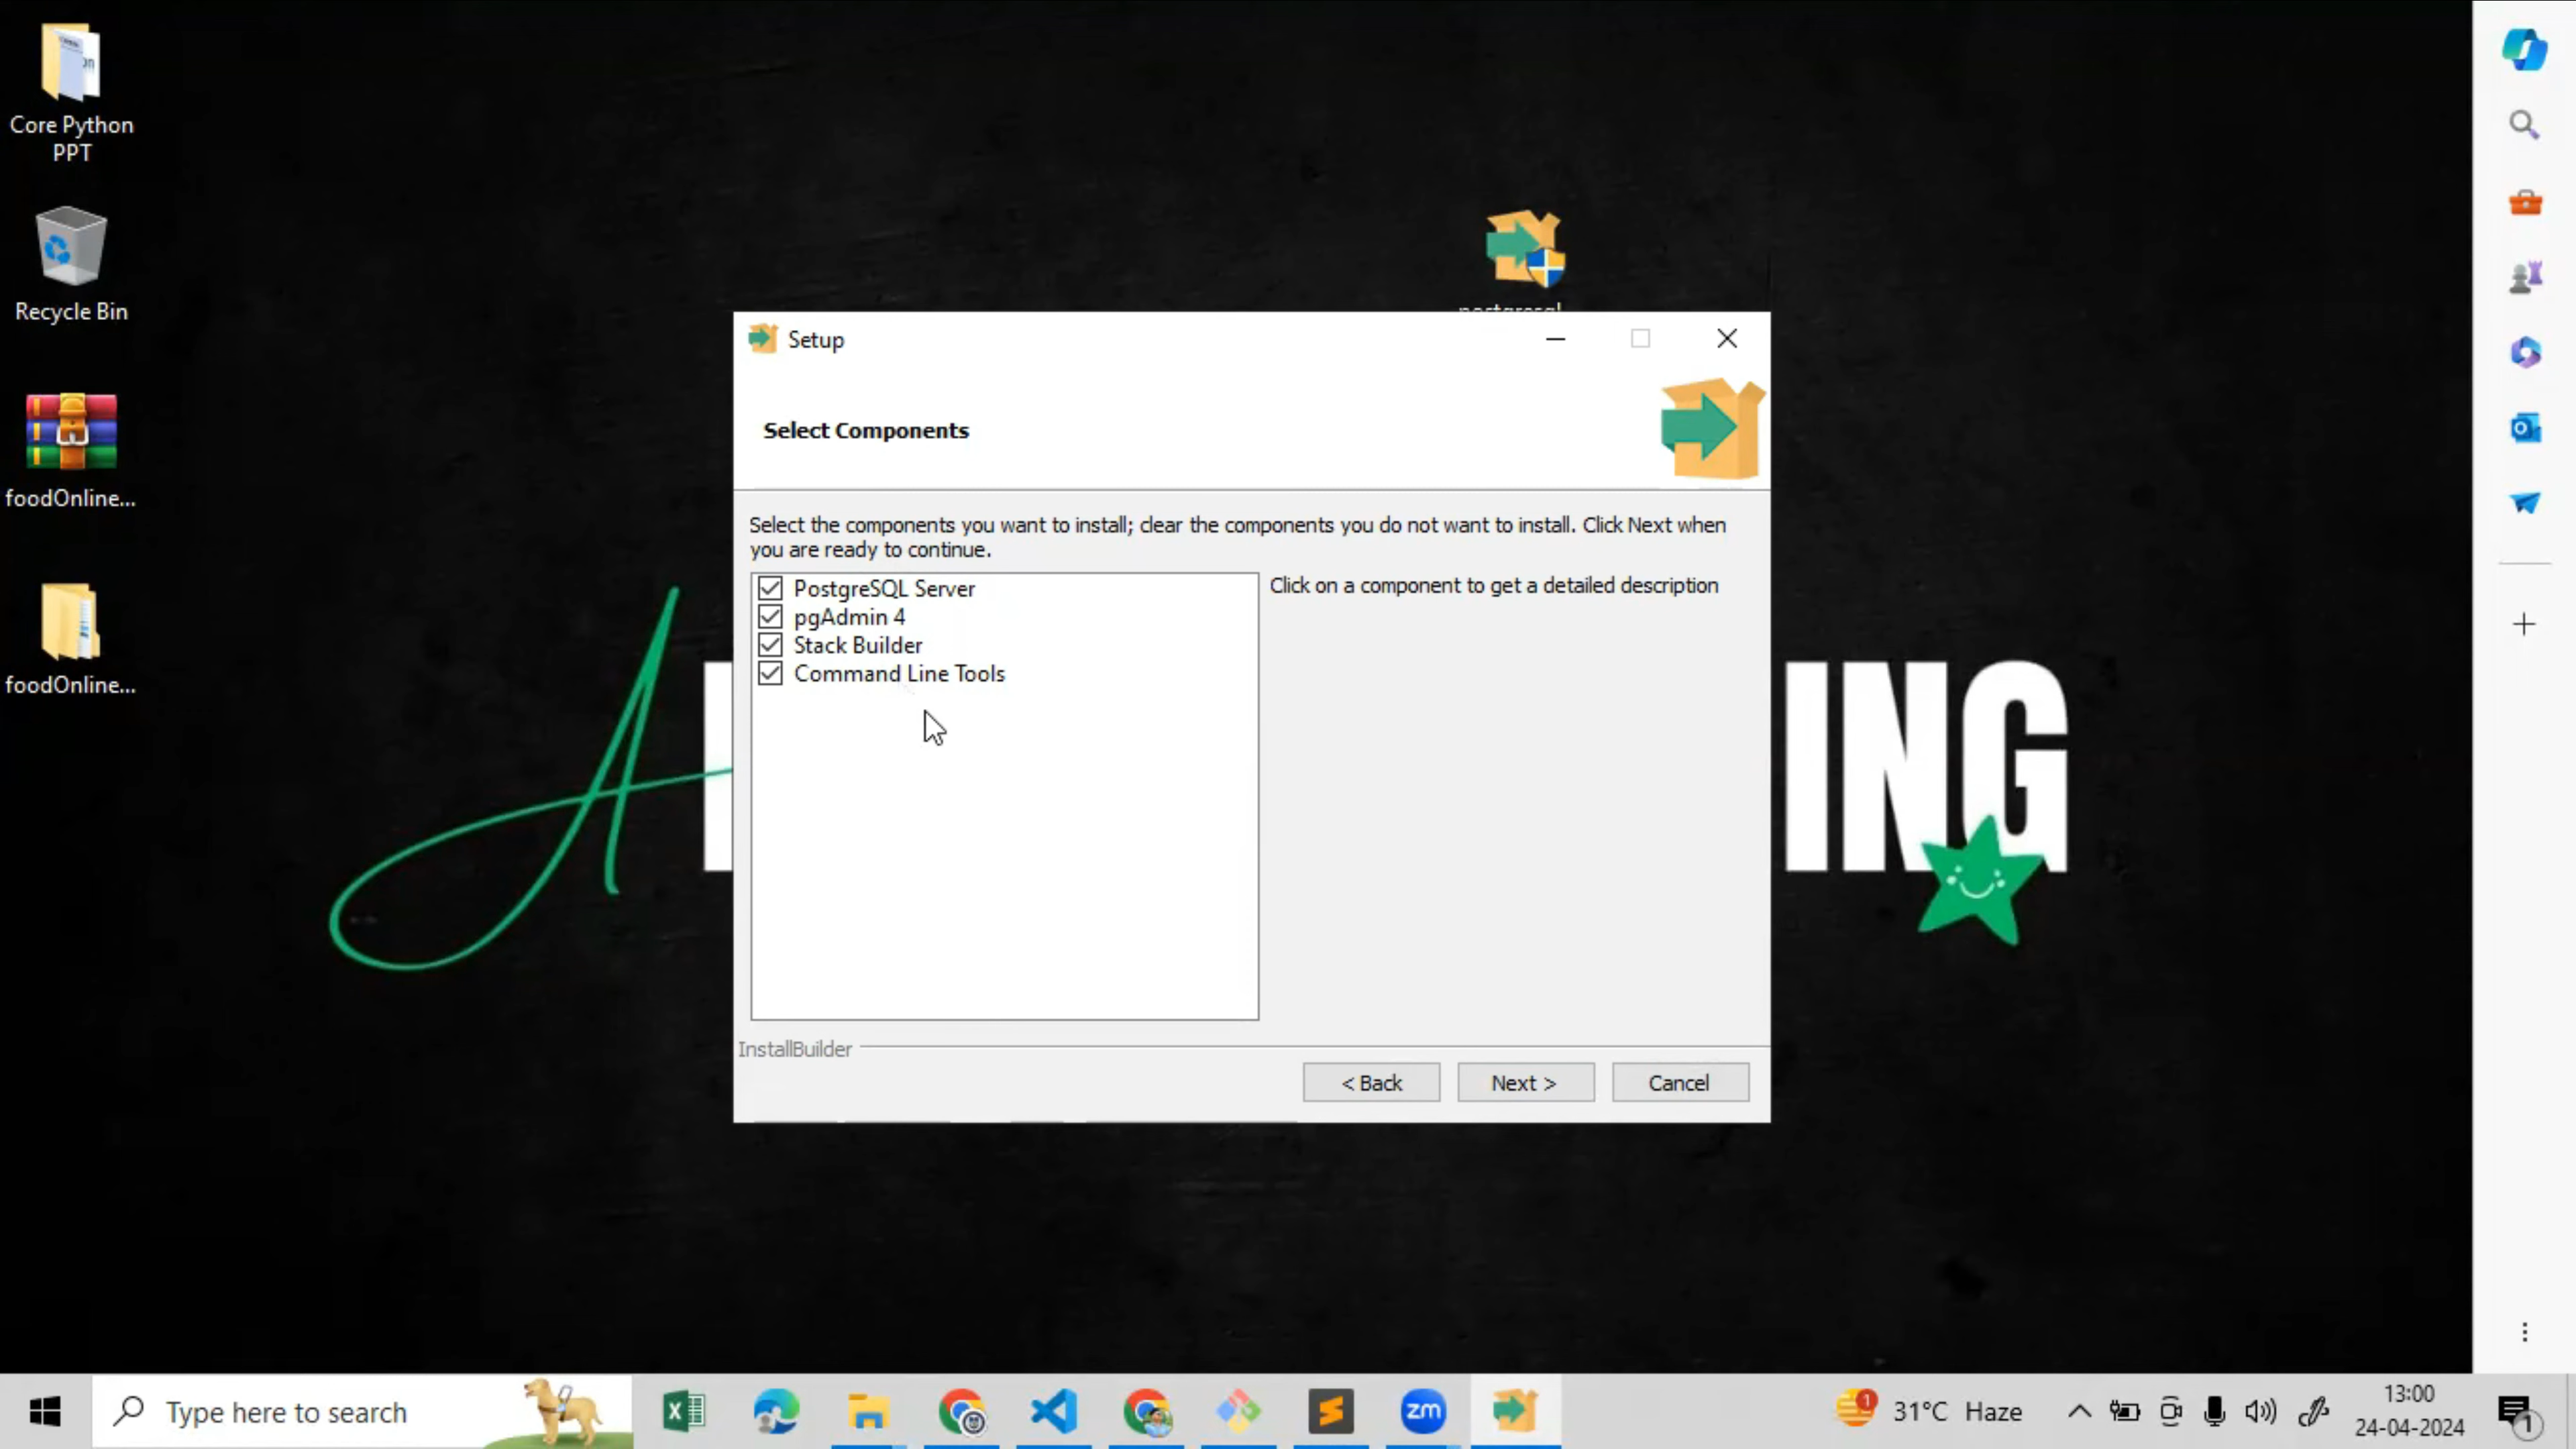 Core Python
PPT
Recycle Bin
foodOnline...
foodOnline...
Setup
Select Components
Select the components you want to install; clear the components you do not want to install. Click Next when
you are ready to continue.
PostgreSQL Server
pgAdmin 4
Stack Builder
Command Line Tools
Click on a component to get a detailed description
InstallBuilder
< Back
Next >
Cancel
ING
Type here to search
zm
1
31°C Haze
13:00
24-04-2024
1